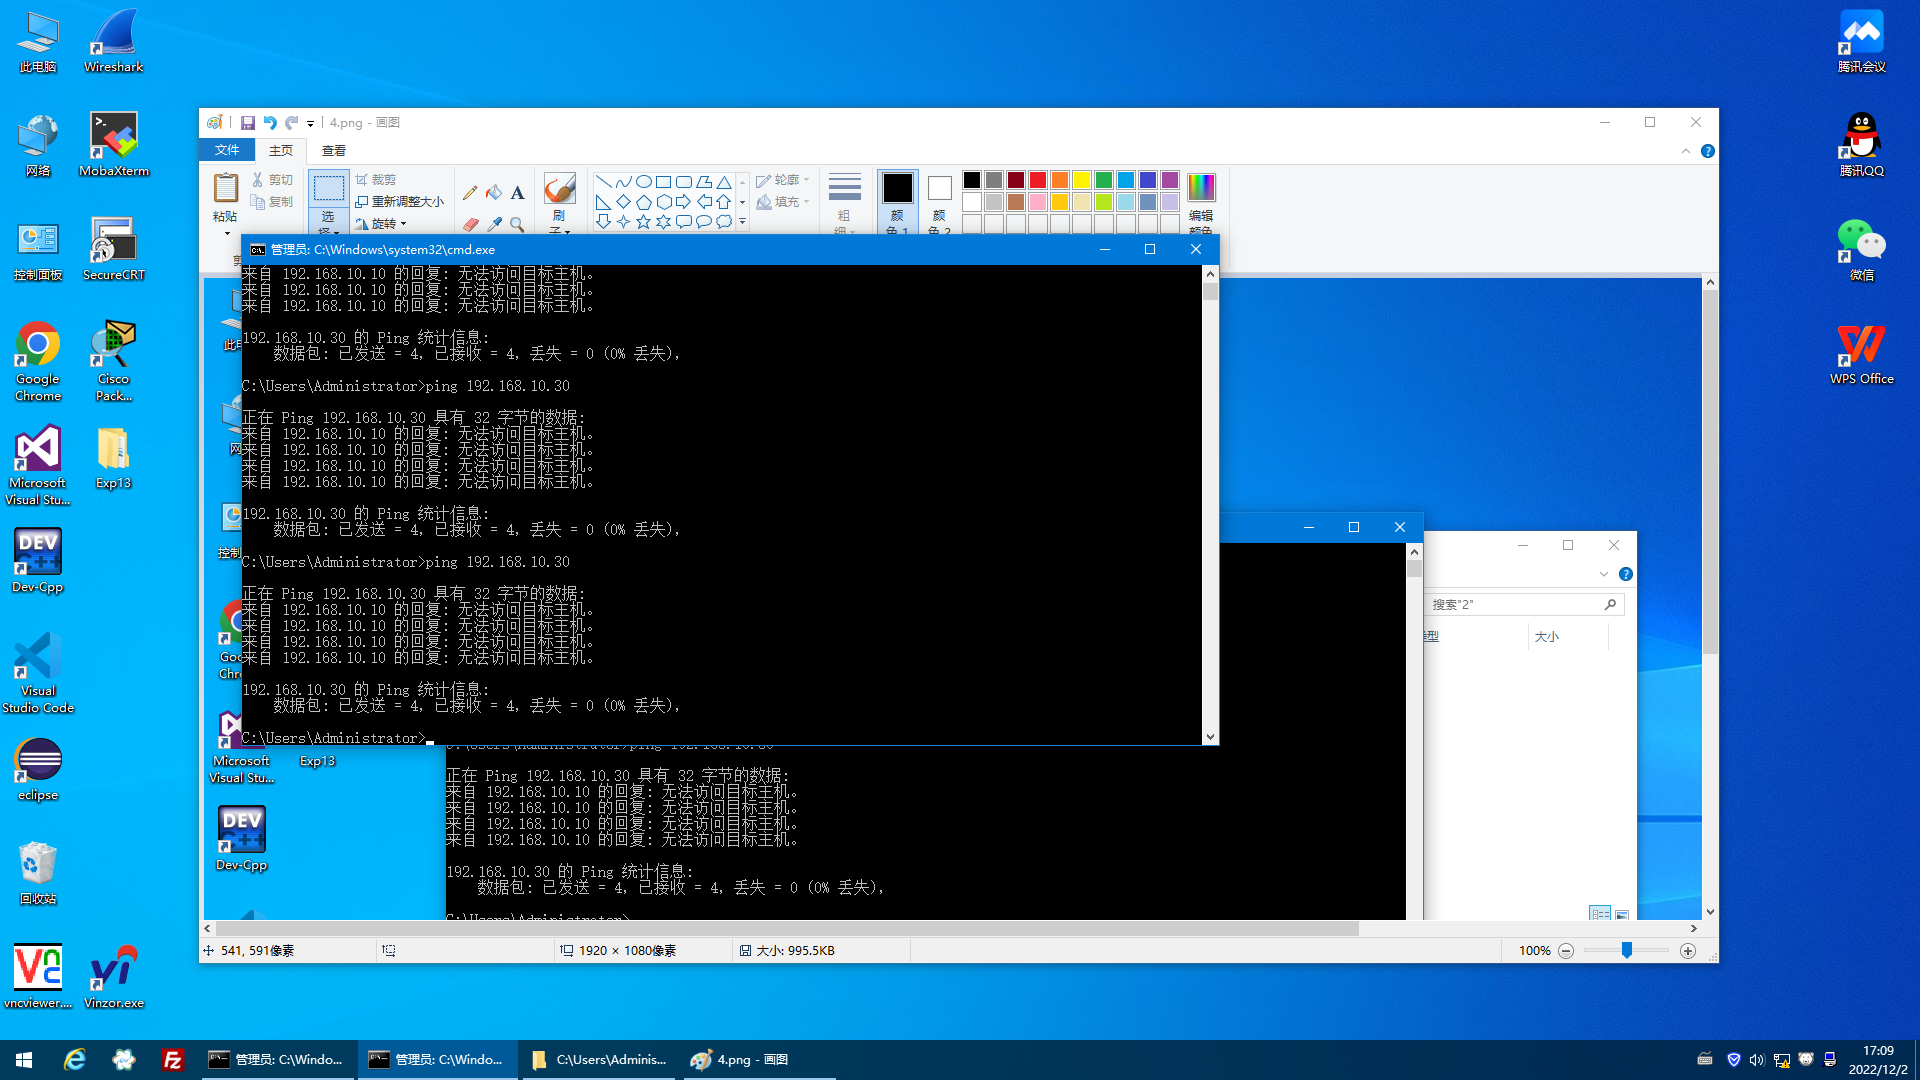 此电脑
Wireshark
网络
MobaXterm
控制面板
SecureCRT
Google Chrome
Cisco Pack...
Microsoft Visual Stu...
Exp13
Dev-Cpp
Visual Studio Code
eclipse
回收站
vncviewer....
Vinzor.exe
腾讯会议
腾讯QQ
微信
WPS Office
4.png - 画图
文件
主页
查看
粘贴
剪切
复制
裁剪
重新调整大小
旋转
轮廓
填充
编辑
管理员: C:\Windows\system32\cmd.exe
来自 192.168.10.10 的回复: 无法访问目标主机。
来自 192.168.10.10 的回复: 无法访问目标主机。
来自 192.168.10.10 的回复: 无法访问目标主机。
192.168.10.30 的 Ping 统计信息:
数据包: 已发送 = 4，已接收 = 4，丢失 = 0 (0% 丢失)，
C:\Users\Administrator>ping 192.168.10.30
正在 Ping 192.168.10.30 具有 32 字节的数据:
来自 192.168.10.10 的回复: 无法访问目标主机。
来自 192.168.10.10 的回复: 无法访问目标主机。
来自 192.168.10.10 的回复: 无法访问目标主机。
来自 192.168.10.10 的回复: 无法访问目标主机。
192.168.10.30 的 Ping 统计信息:
数据包: 已发送 = 4，已接收 = 4，丢失 = 0 (0% 丢失)，
C:\Users\Administrator>ping 192.168.10.30
正在 Ping 192.168.10.30 具有 32 字节的数据:
来自 192.168.10.10 的回复: 无法访问目标主机。
来自 192.168.10.10 的回复: 无法访问目标主机。
来自 192.168.10.10 的回复: 无法访问目标主机。
来自 192.168.10.10 的回复: 无法访问目标主机。
192.168.10.30 的 Ping 统计信息:
数据包: 已发送 = 4，已接收 = 4，丢失 = 0 (0% 丢失)，
C:\Users\Administrator>
搜索"2"
大小
Microsoft Visual Stu...
Exp13
Dev-Cpp
正在 Ping 192.168.10.30 具有 32 字节的数据:
来自 192.168.10.10 的回复: 无法访问目标主机。
来自 192.168.10.10 的回复: 无法访问目标主机。
来自 192.168.10.10 的回复: 无法访问目标主机。
来自 192.168.10.10 的回复: 无法访问目标主机。
192.168.10.30 的 Ping 统计信息:
数据包: 已发送 = 4，已接收 = 4，丢失 = 0 (0% 丢失)，
541, 591像素
1920 × 1080像素
大小: 995.5KB
100%
管理员: C:\Windo...
管理员: C:\Windo...
C:\Users\Adminis...
4.png - 画图
17:09
2022/12/2